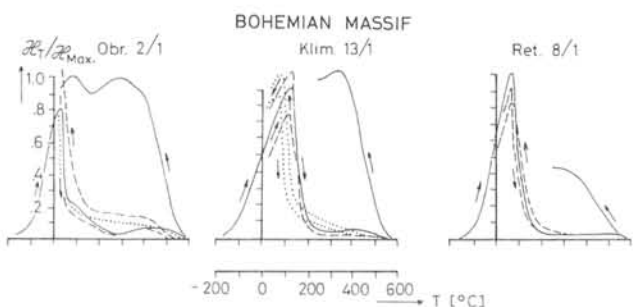 BOHEMIAN MASSIF
ϰT/ϰMax. Obr. 2/1 Klim. 13/1 Ret. 8/1
1.0
.8
.6
.4
.2
-200 0 200 400 600
T [°C]